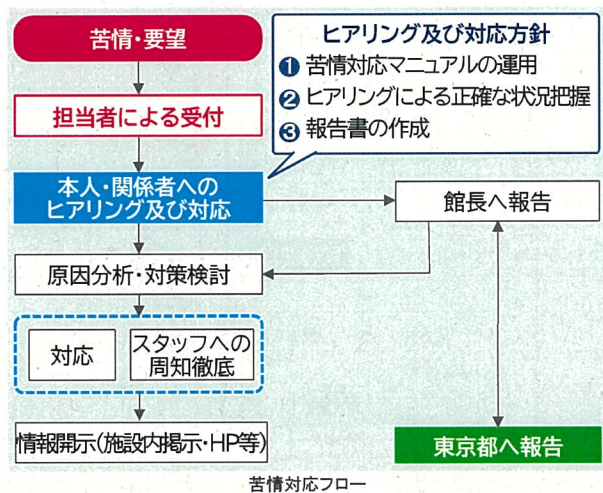 苦情・要望
担当者による受付
本人・関係者への
ヒアリング及び対応
原因分析・対策検討
対応
スタッフへの
周知徹底
情報開示(施設内掲示・HP等)
ヒアリング及び対応方針
❶ 苦情対応マニュアルの運用
❷ ヒアリングによる正確な状況把握
❸ 報告書の作成
館長へ報告
東京都へ報告
苦情対応フロー